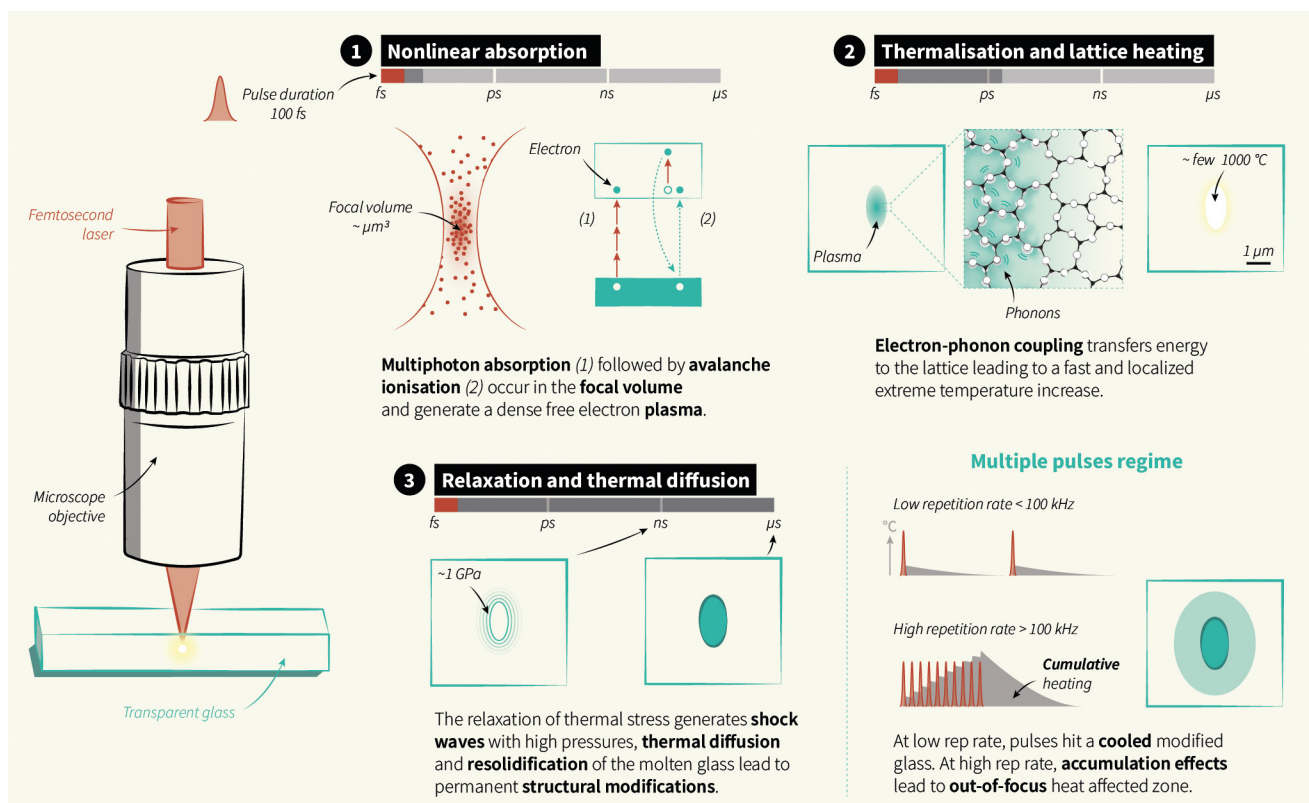 1 Nonlinear absorption
Pulse duration
100 fs
fs ps ns µs
Femtosecond
laser
Microscope
objective
Transparent glass
Focal volume
~ µm³
Electron
(1)
(2)
Multiphoton absorption (1) followed by avalanche
ionisation (2) occur in the focal volume
and generate a dense free electron plasma.
2 Thermalisation and lattice heating
fs ps ns µs
Plasma
Phonons
~ few 1000 °C
1 µm
Electron-phonon coupling transfers energy
to the lattice leading to a fast and localized
extreme temperature increase.
3 Relaxation and thermal diffusion
fs ps ns µs
~1 GPa
The relaxation of thermal stress generates shock
waves with high pressures, thermal diffusion
and resolidification of the molten glass lead to
permanent structural modifications.
Multiple pulses regime
Low repetition rate < 100 kHz
°C
High repetition rate > 100 kHz
Cumulative
heating
At low rep rate, pulses hit a cooled modified
glass. At high rep rate, accumulation effects
lead to out-of-focus heat affected zone.